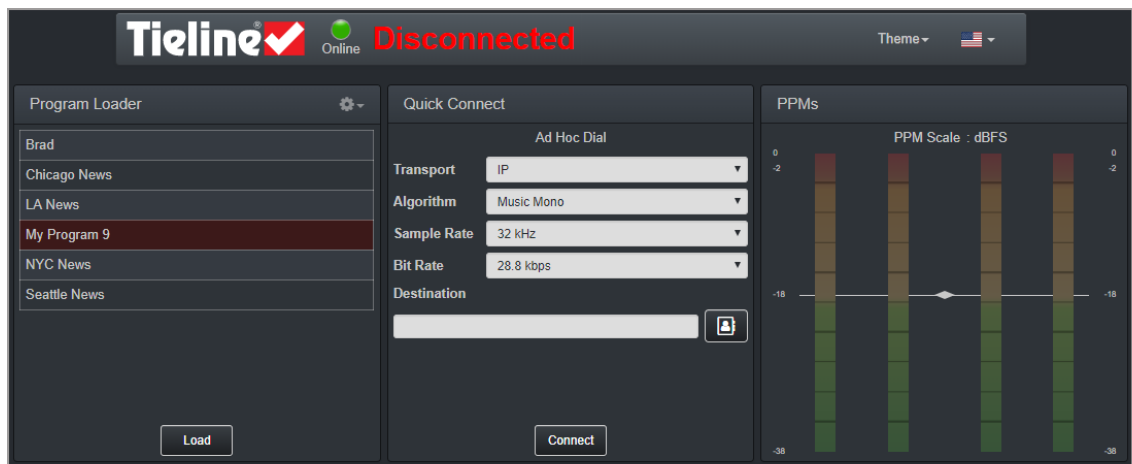 Tieline®
Online
Disconnected
Theme
Program Loader
Brad
Chicago News
LA News
My Program 9
NYC News
Seattle News
Load
Quick Connect
Ad Hoc Dial
Transport IP
Algorithm Music Mono
Sample Rate 32 kHz
Bit Rate 28.8 kbps
Destination
Connect
PPMs
PPM Scale : dBFS
0 0
-2 -2
-18 -18
-38 -38